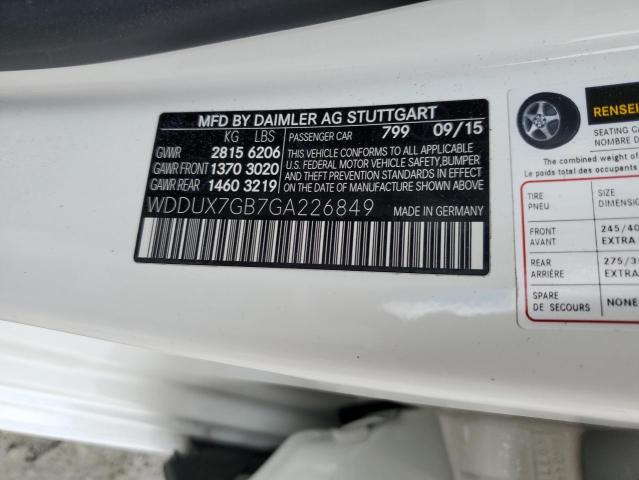 MFD BY DAIMLER AG STUTTGART
KG LBS PASSENGER CAR 799 09/15
GVWR 2815 6206
GAWR FRONT 1370 3020
GAWR REAR 1460 3219
THIS VEHICLE CONFORMS TO ALL APPLICABLE
U.S. FEDERAL MOTOR VEHICLE SAFETY, BUMPER
AND THEFT PREVENTION STANDARDS IN EFFECT
ON THE DATE OF MANUFACTURE SHOWN ABOVE.
WDDUX7GB7GA226849 MADE IN GERMANY
RENSEI
SEATING CA
NOMBRE D
The combined weight of
Le poids total des
TIRE SIZE
PNEU DIMENSIO
FRONT 245/40
AVANT EXTRA
REAR 275/35
ARRIÈRE EXTRA
SPARE NONE
DE SECOURS